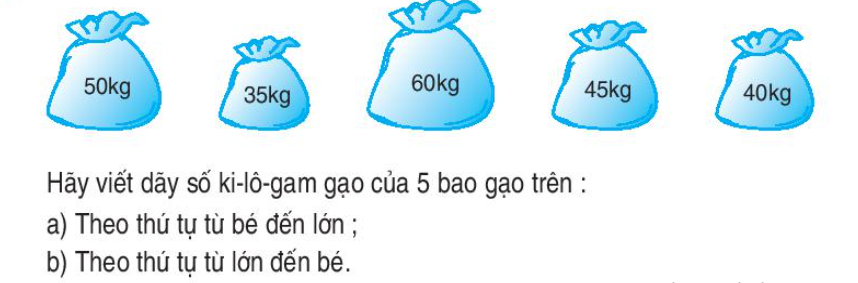 50kg 35kg 60kg 45kg 40kg
Hãy viết dãy số ki-lô-gam gạo của 5 bao gạo trên :
a) Theo thứ tự từ bé đến lớn ;
b) Theo thứ tự từ lớn đến bé.